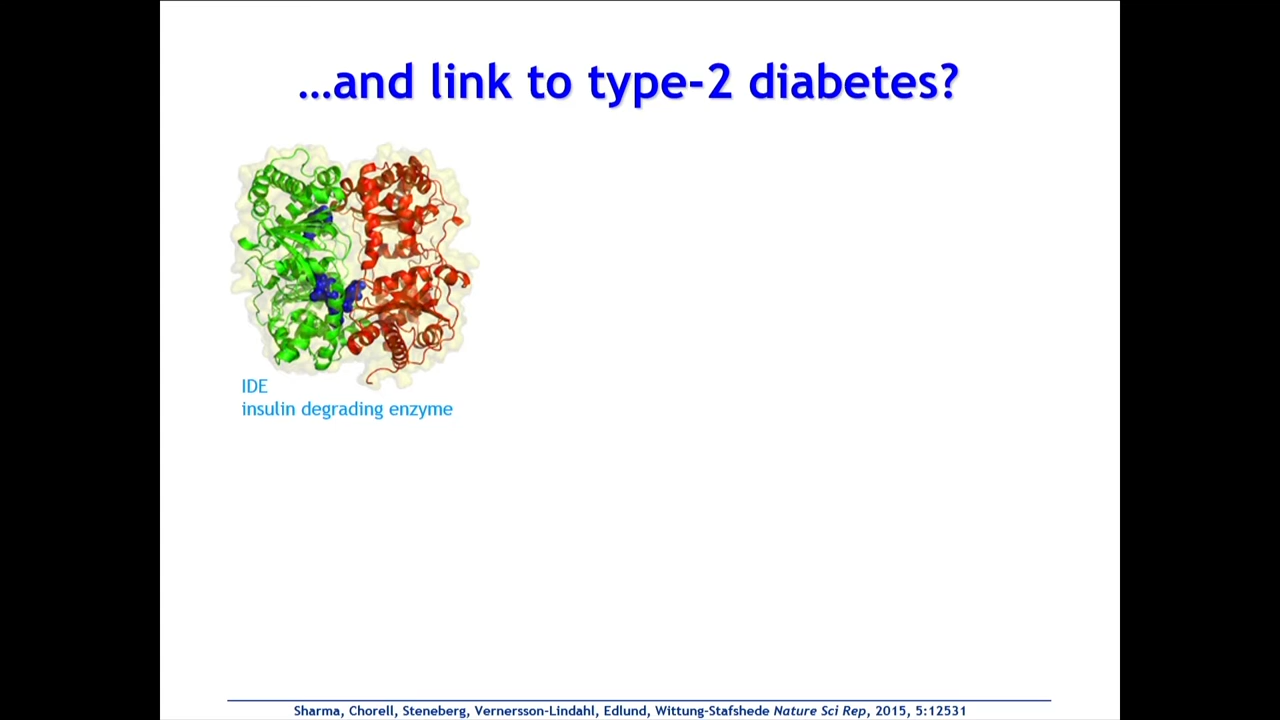 ...and link to type-2 diabetes?
IDE
insulin degrading enzyme
Sharma, Chorell, Steneberg, Vernersson-Lindahl, Edlund, Wittung-Stafshede Nature Sci Rep, 2015, 5:12531